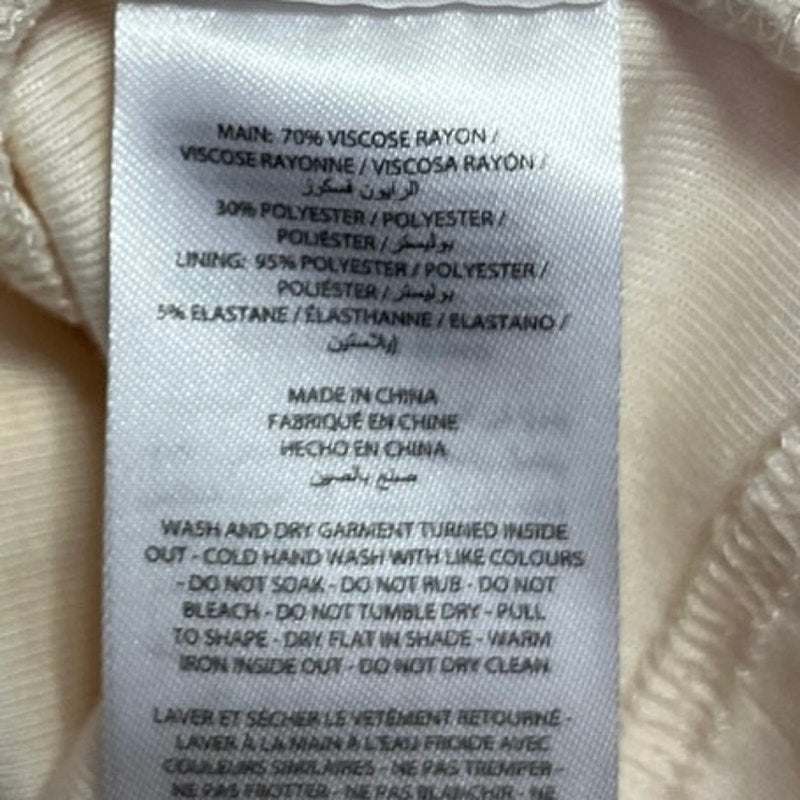 MAIN: 70% VISCOSE RAYON /
VISCOSE RAYONNE / VISCOSA RAYÓN /
الرايون فسكوز
30% POLYESTER / POLYESTER /
POLIÉSTER / بوليستر
LINING: 95% POLYESTER / POLYESTER /
POLIÉSTER / بوليستر
5% ELASTANE / ÉLASTHANNE / ELASTANO /
إيلاستين
MADE IN CHINA
FABRIQUÉ EN CHINE
HECHO EN CHINA
صنع بالصين
WASH AND DRY GARMENT TURNED INSIDE
OUT - COLD HAND WASH WITH LIKE COLOURS
- DO NOT SOAK - DO NOT RUB - DO NOT
BLEACH - DO NOT TUMBLE DRY - PULL
TO SHAPE - DRY FLAT IN SHADE - WARM
IRON INSIDE OUT - DO NOT DRY CLEAN
LAVER ET SÉCHER LE VETÊMENT RETOURNÉ -
LAVER À LA MAIN À L'EAU FROIDE AVEC
COULEURS SIMILAIRES - NE PAS TREMPER -
NE PAS FROTTER - NE PAS BLANCHIR - NE